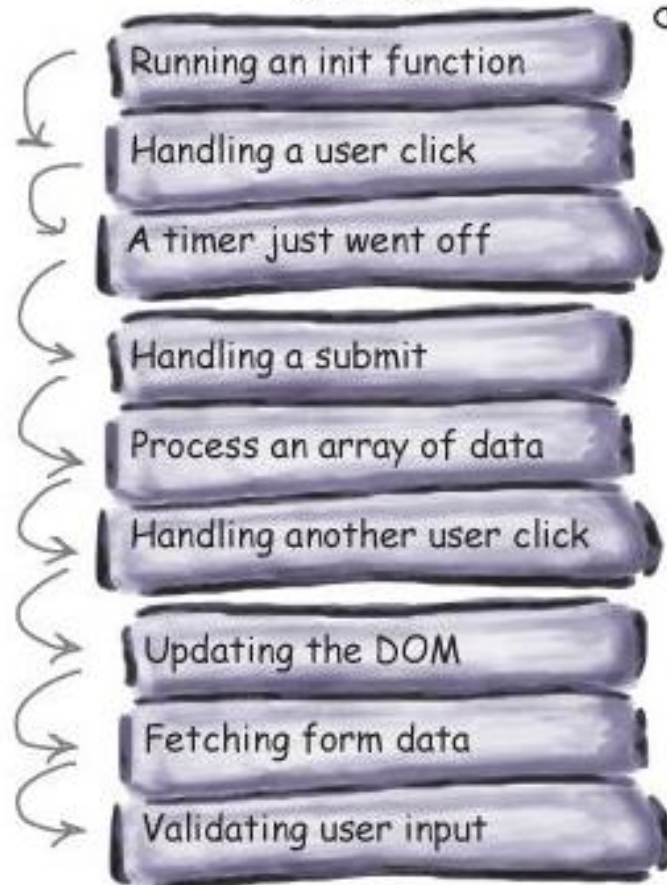 Running an init function
Handling a user click
A timer just went off
Handling a submit
Process an array of data
Handling another user click
Updating the DOM
Fetching form data
Validating user input